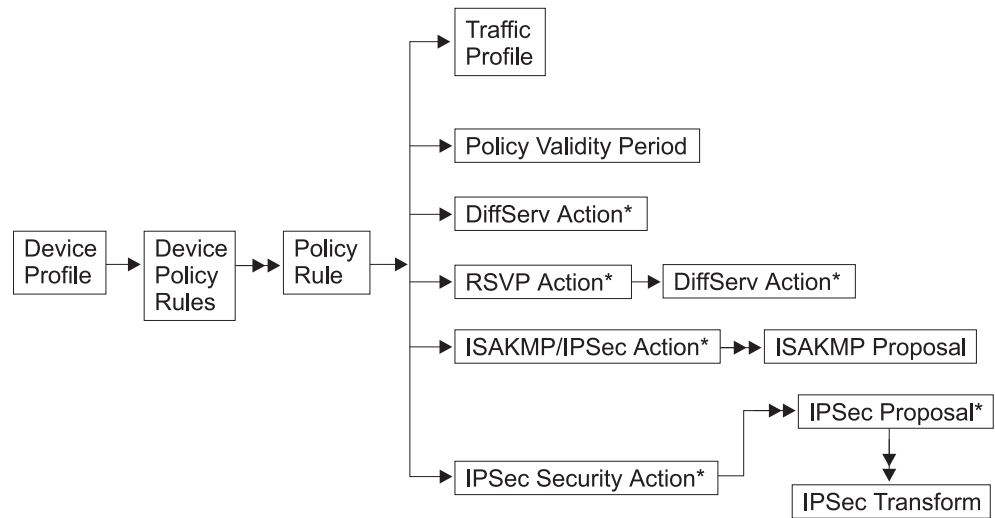 Traffic
Profile
Policy Validity Period
DiffServ Action*
Device
Profile
Device
Policy
Rules
Policy
Rule
RSVP Action*
DiffServ Action*
ISAKMP/IPSec Action*
ISAKMP Proposal
IPSec Proposal*
IPSec Security Action*
IPSec Transform